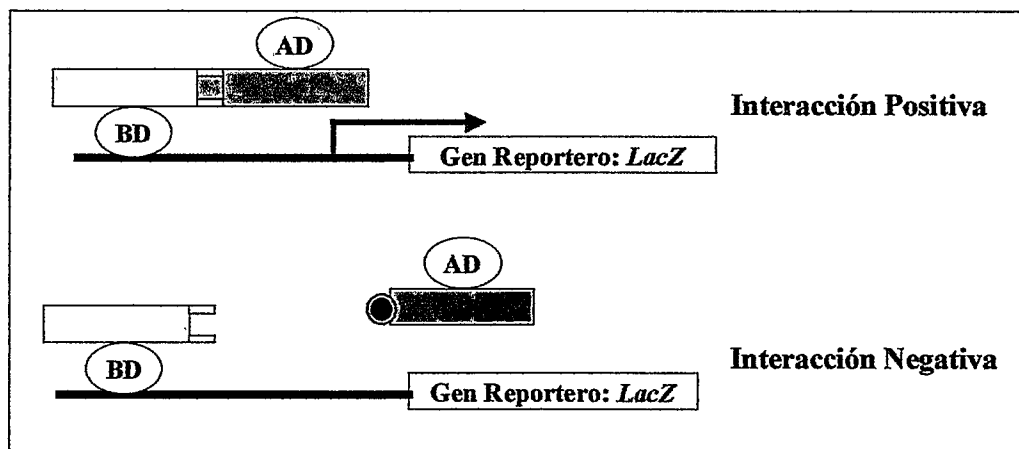 AD
Interacción Positiva
BD
Gen Reportero: LacZ
AD
Interacción Negativa
BD
Gen Reportero: LacZ